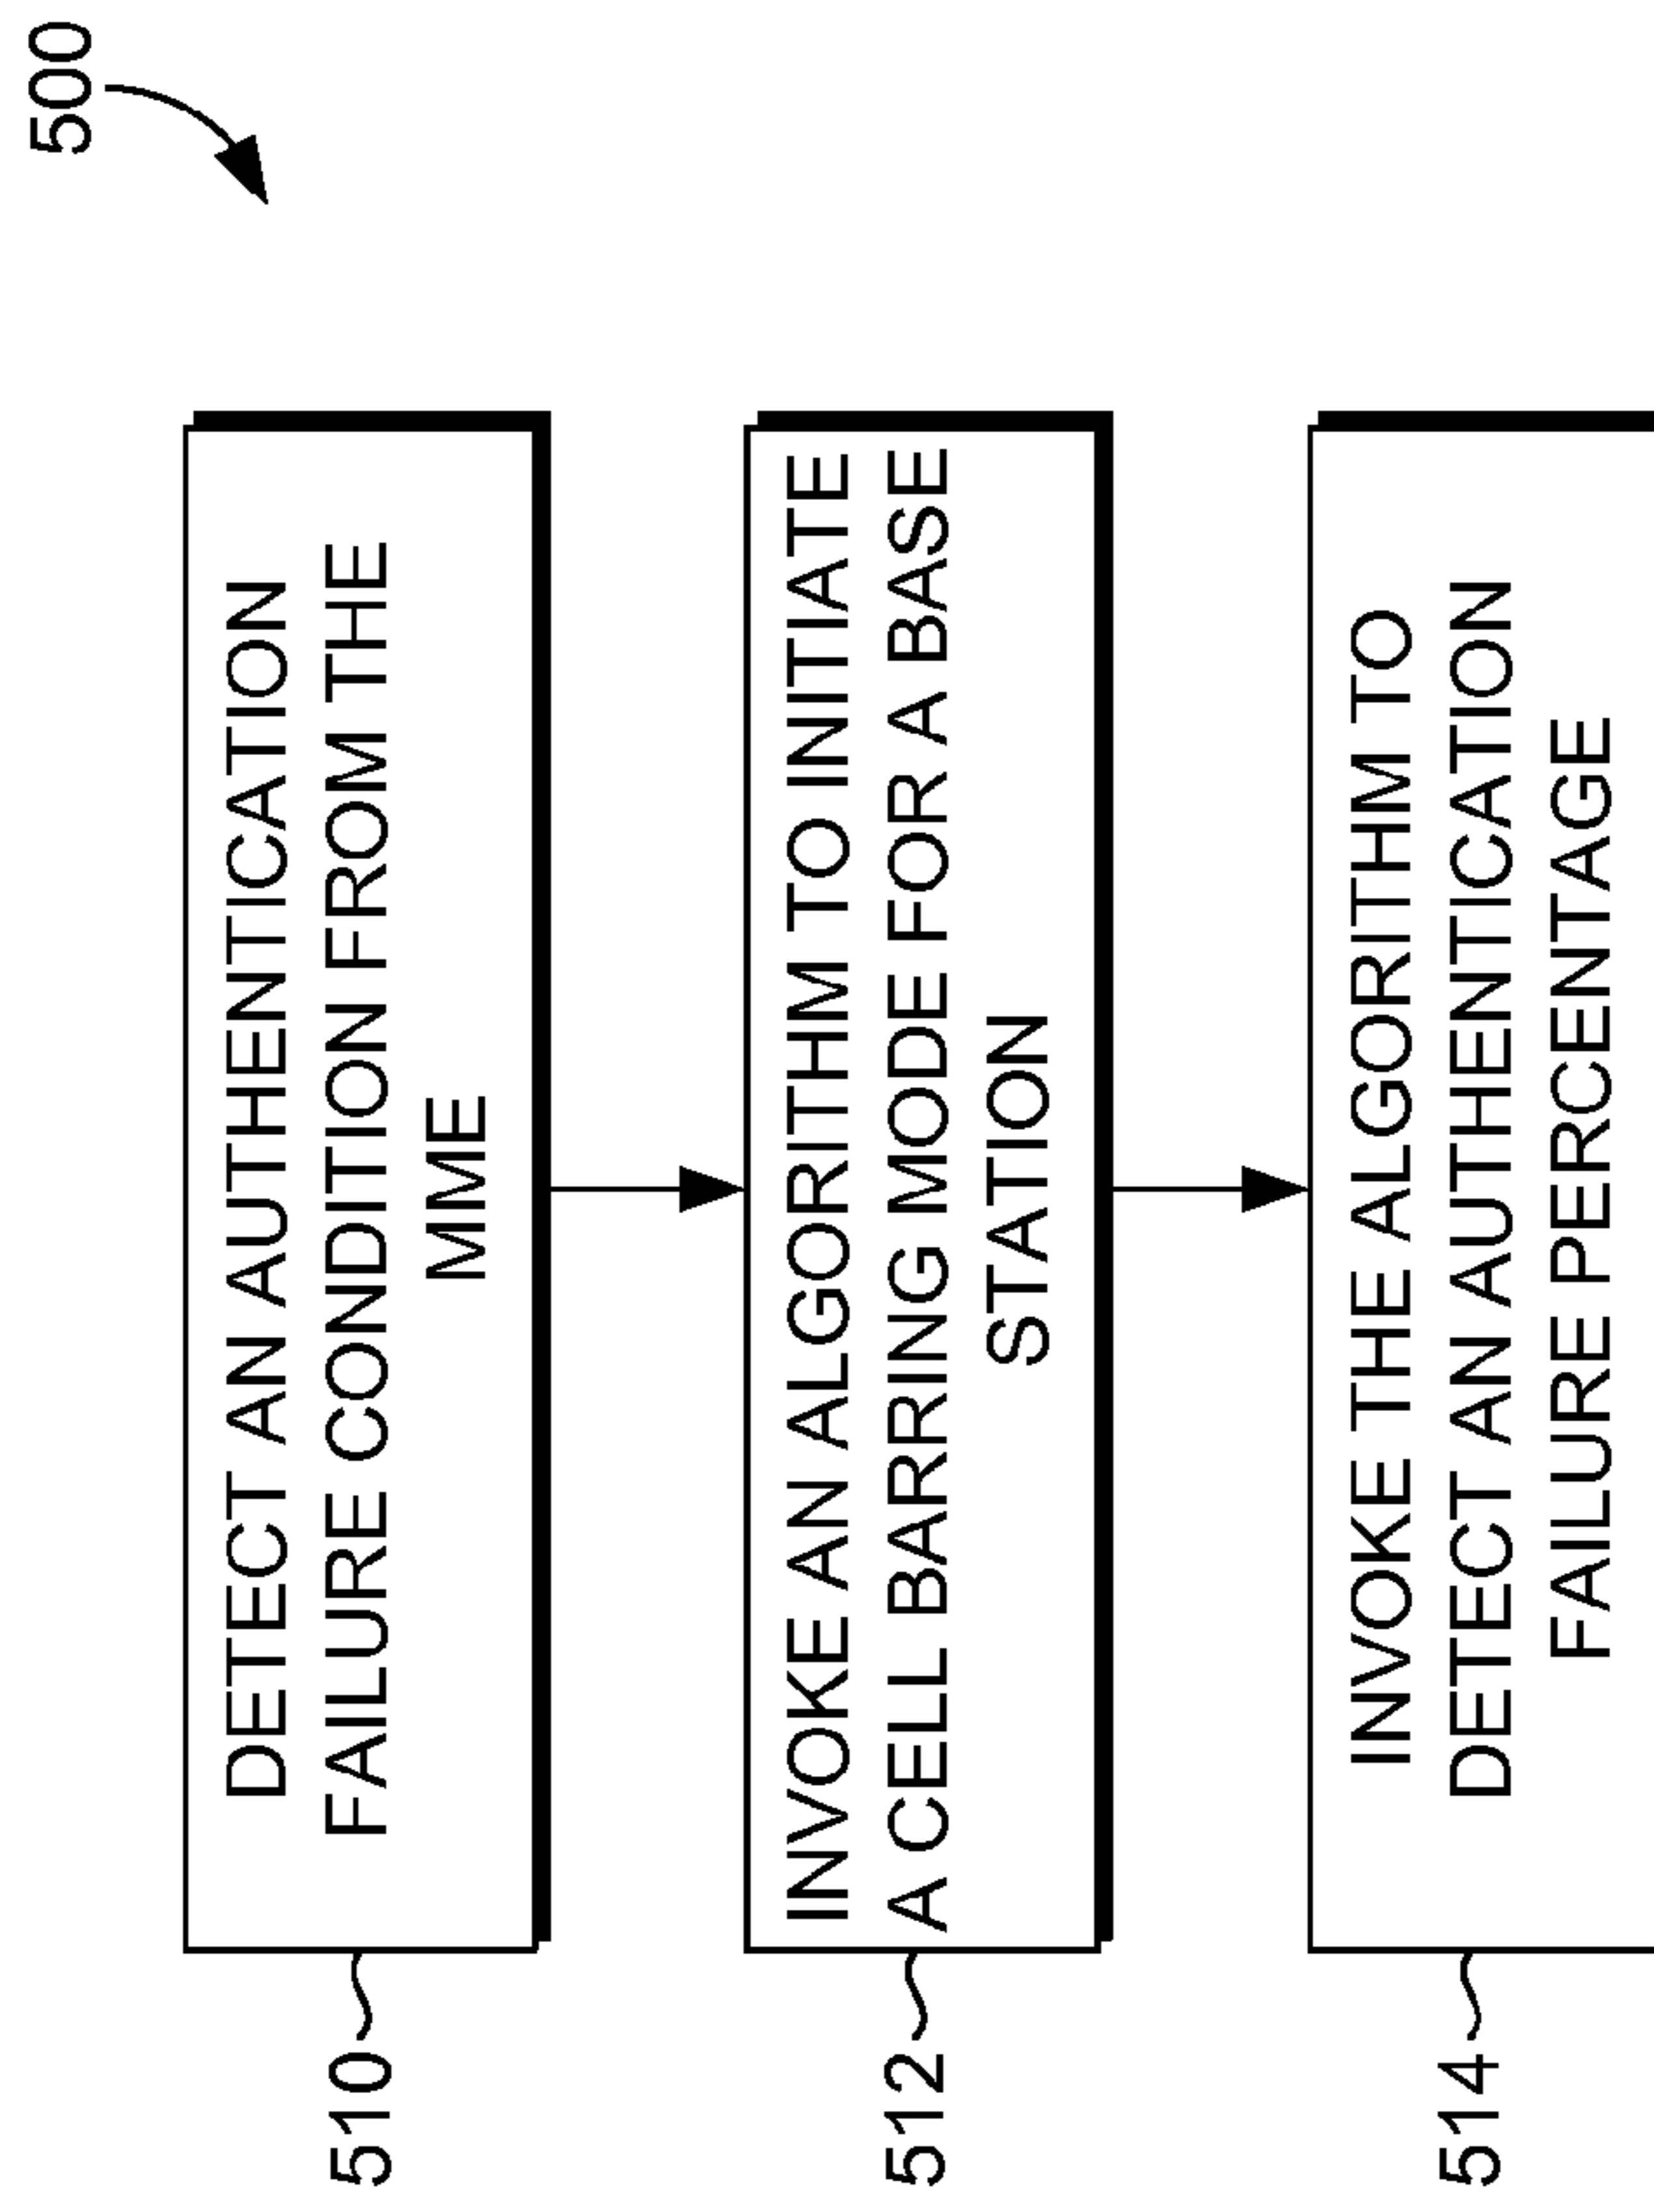 500
510
DETECT AN AUTHENTICATION
FAILURE CONDITION FROM THE
MME
512
INVOKE AN ALGORITHM TO INITIATE
A CELL BARRING MODE FOR A BASE
STATION
514
INVOKE THE ALGORITHM TO
DETECT AN AUTHENTICATION
FAILURE PERCENTAGE